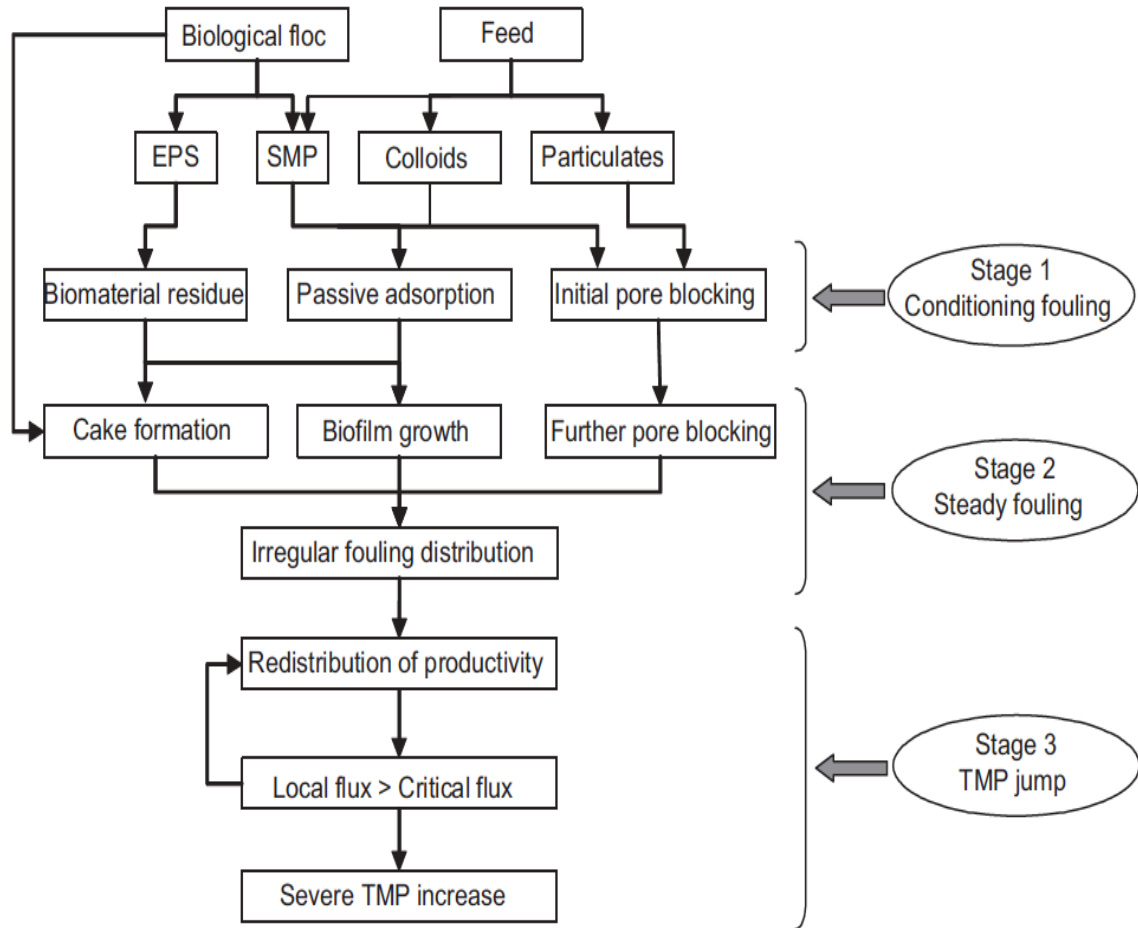 Biological floc
Feed
EPS
SMP
Colloids
Particulates
Biomaterial residue
Passive adsorption
Initial pore blocking
Stage 1
Conditioning fouling
Cake formation
Biofilm growth
Further pore blocking
Stage 2
Steady fouling
Irregular fouling distribution
Redistribution of productivity
Local flux > Critical flux
Stage 3
TMP jump
Severe TMP increase